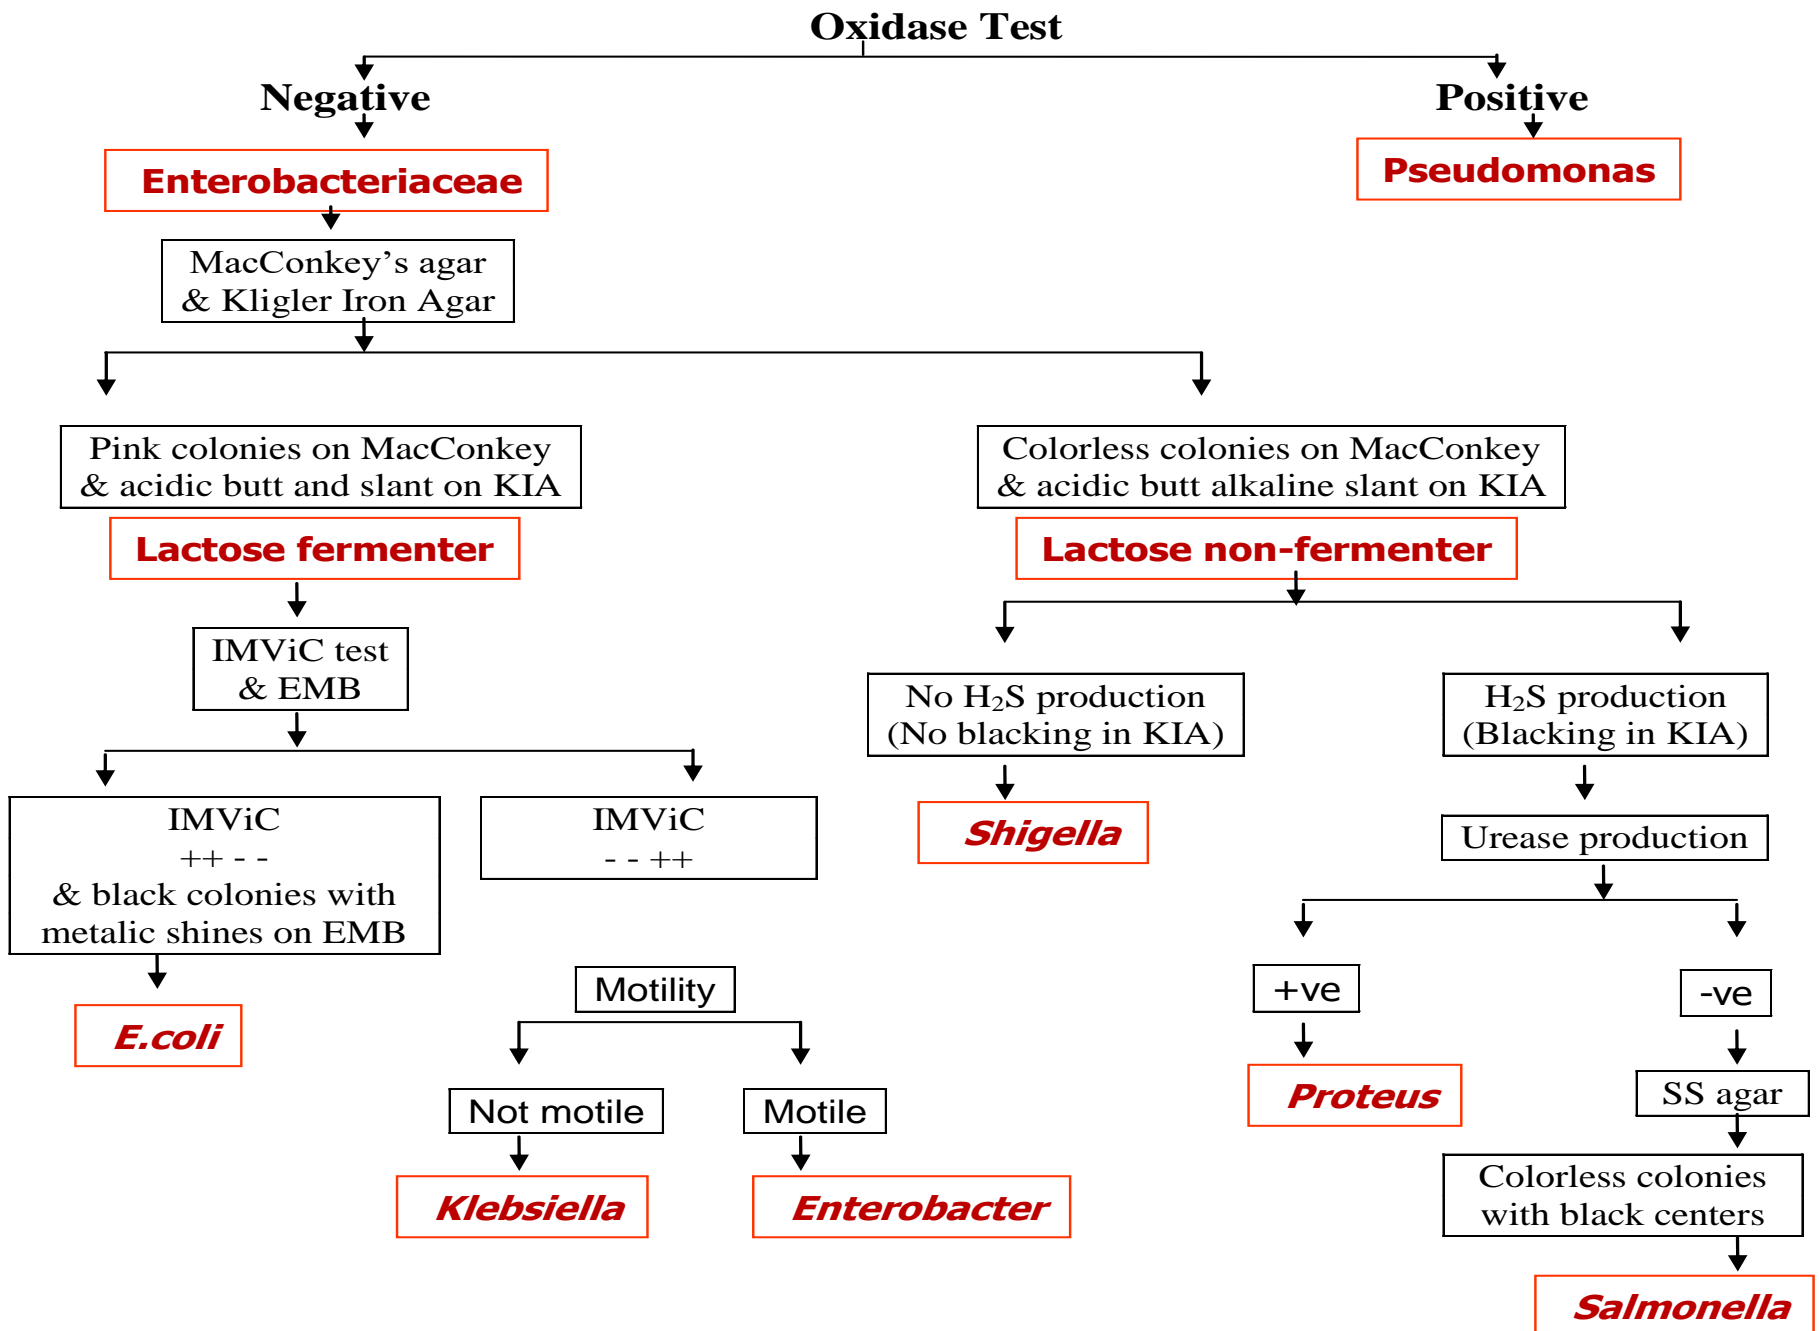 Oxidase Test
Negative
Positive
Enterobacteriaceae
Pseudomonas
MacConkey’s agar
& Kligler Iron Agar
Pink colonies on MacConkey
& acidic butt and slant on KIA
Colorless colonies on MacConkey
& acidic butt alkaline slant on KIA
Lactose fermenter
Lactose non-fermenter
IMViC test
& EMB
No H₂S production
(No blacking in KIA)
H₂S production
(Blacking in KIA)
IMViC
++ - -
& black colonies with
metalic shines on EMB
IMViC
- - ++
Shigella
Urease production
Motility
+ve
-ve
E.coli
Not motile
Motile
Proteus
SS agar
Klebsiella
Enterobacter
Colorless colonies
with black centers
Salmonella